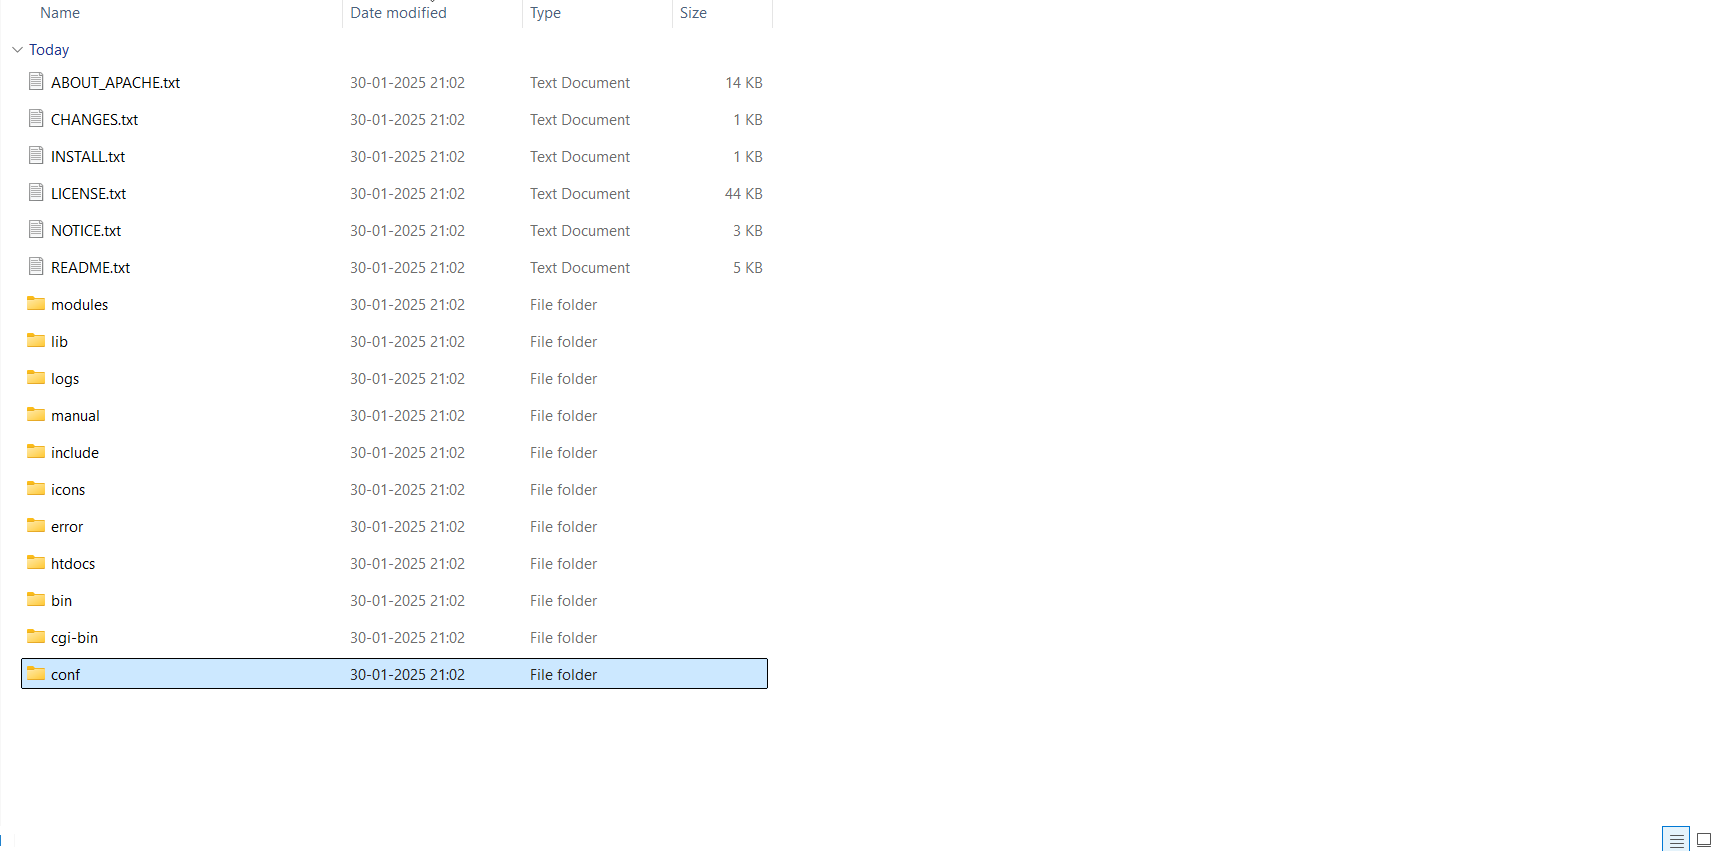 Name Date modified Type Size
Today
ABOUT_APACHE.txt 30-01-2025 21:02 Text Document 14 KB
CHANGES.txt 30-01-2025 21:02 Text Document 1 KB
INSTALL.txt 30-01-2025 21:02 Text Document 1 KB
LICENSE.txt 30-01-2025 21:02 Text Document 44 KB
NOTICE.txt 30-01-2025 21:02 Text Document 3 KB
README.txt 30-01-2025 21:02 Text Document 5 KB
modules 30-01-2025 21:02 File folder
lib 30-01-2025 21:02 File folder
logs 30-01-2025 21:02 File folder
manual 30-01-2025 21:02 File folder
include 30-01-2025 21:02 File folder
icons 30-01-2025 21:02 File folder
error 30-01-2025 21:02 File folder
htdocs 30-01-2025 21:02 File folder
bin 30-01-2025 21:02 File folder
cgi-bin 30-01-2025 21:02 File folder
conf 30-01-2025 21:02 File folder